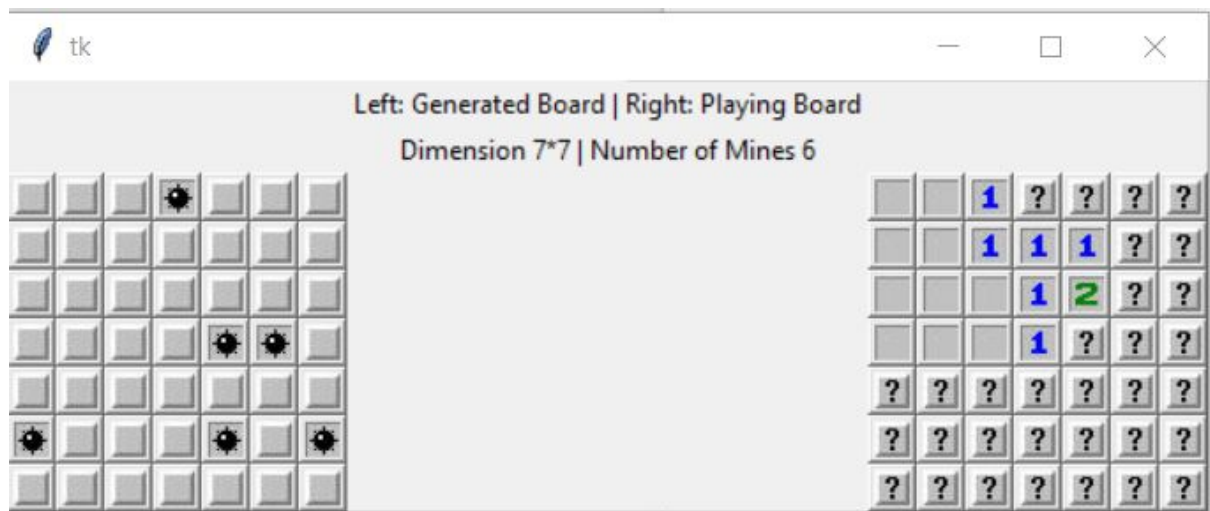 tk
Left: Generated Board | Right: Playing Board
Dimension 7*7 | Number of Mines 6
1 ? ? ? ?
1 1 1 ? ?
1 2 ? ?
1 ? ? ?
? ? ? ? ? ? ?
? ? ? ? ? ? ?
? ? ? ? ? ? ?